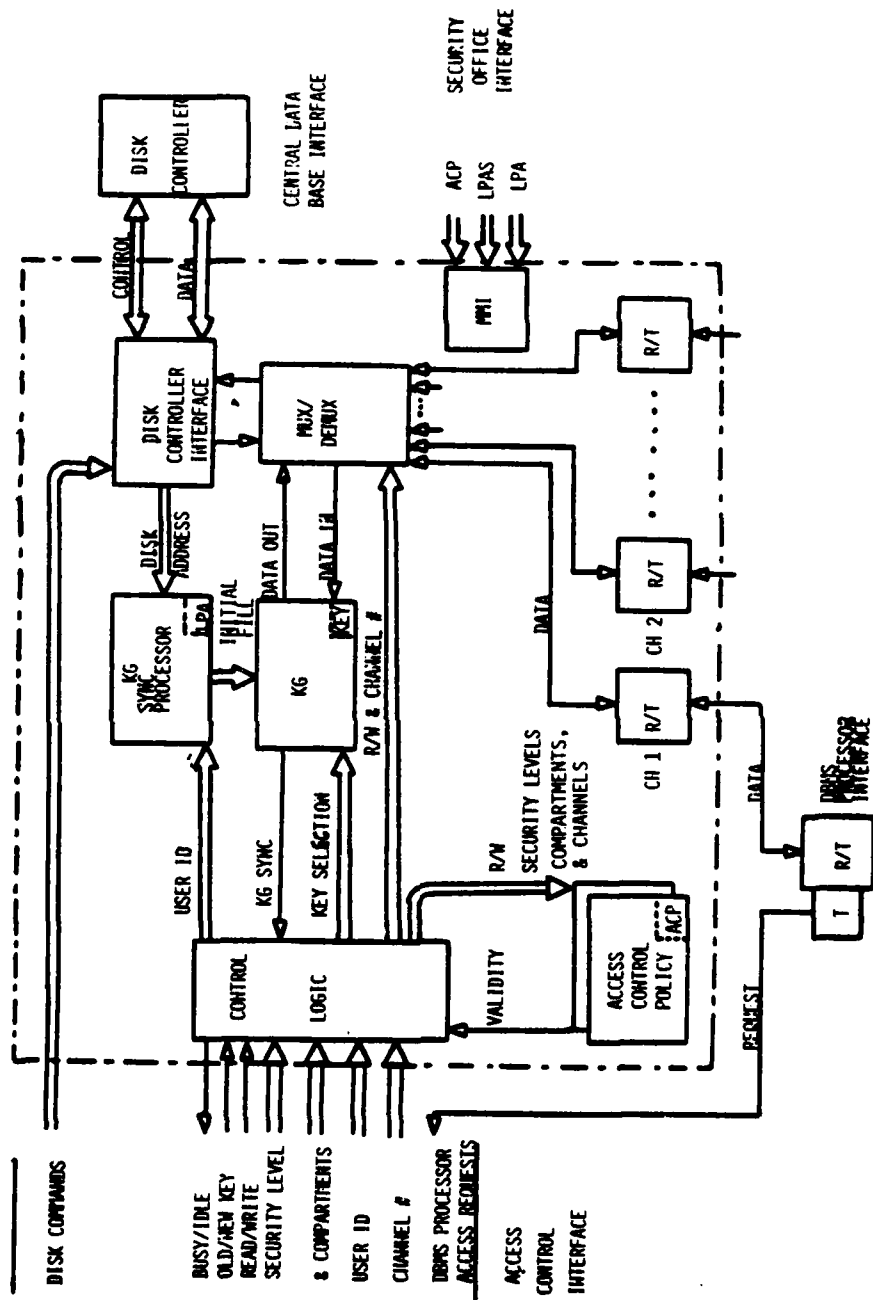 DISK COMMANDS
BUSY/IDLE
OLD/NEW KEY
READ/WRITE
SECURITY LEVEL
& COMPARTMENTS
USER ID
CHANNEL #
DBMS PROCESSOR
ACCESS REQUESTS
ACCESS
CONTROL
INTERFACE
CONTROL
LOGIC
USER ID
KG SYNC
KEY SELECTION
R/W & CHANNEL #
R/W
SECURITY LEVELS
COMPARTMENTS,
& CHANNELS
VALIDITY
ACCESS
CONTROL
POLICY
ACP
REQUEST
KG
SYNC
PROCESSOR
LPA
INITIAL
FILL
KG
KEY
DISK
ADDRESS
DATA OUT
DATA IN
DISK
CONTROLLER
INTERFACE
MUX/
DEMUX
CONTROL
DATA
DISK
CONTROLLER
CENTRAL DATA
BASE INTERFACE
MMI
ACP
LPAS
LPA
SECURITY
OFFICE
INTERFACE
DATA
R/T
CH 1
R/T
CH 2
R/T
DATA
T
R/T
DBMS
PROCESSOR
INTERFACE